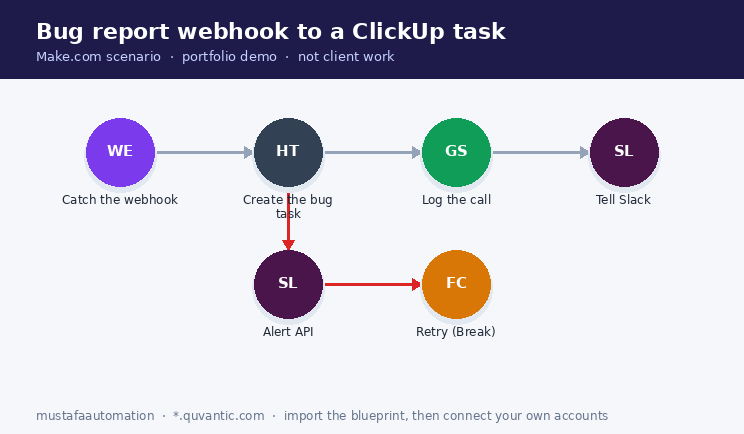 Bug report webhook to a ClickUp task
Make.com scenario · portfolio demo · not client work
WE
HT
GS
SL
Catch the webhook
Create the bug
task
Log the call
Tell Slack
SL
FC
Alert API
Retry (Break)
mustafaautomation · *.quvantic.com · import the blueprint, then connect your own accounts